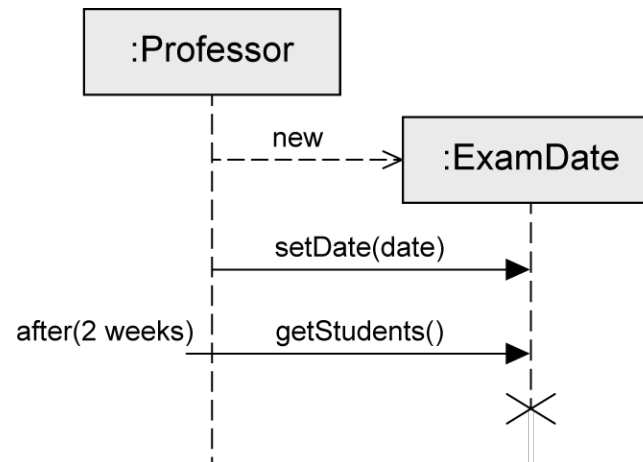 :Professor
new
:ExamDate
setDate(date)
after(2 weeks)
getStudents()